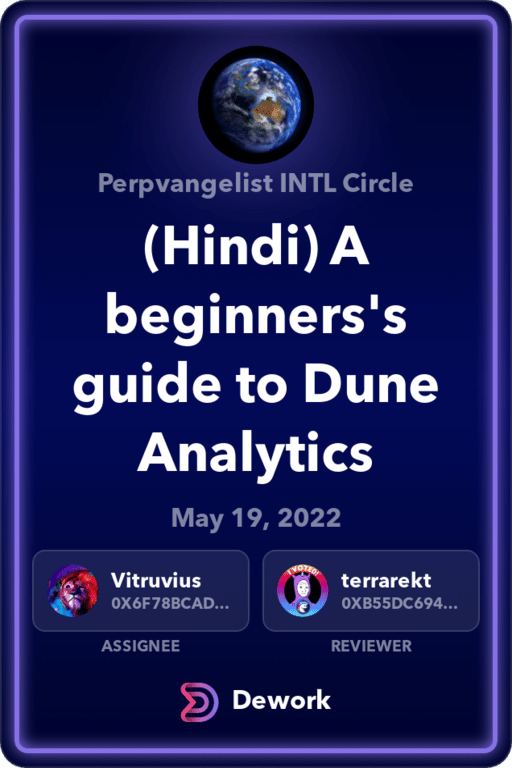 Perpvangelist INTL Circle
(Hindi) A
beginners's
guide to Dune
Analytics
May 19, 2022
Vitruvius
0X6F78BCAD...
ASSIGNEE
I VOTED!
terrarekt
0XB55DC694...
REVIEWER
Dework